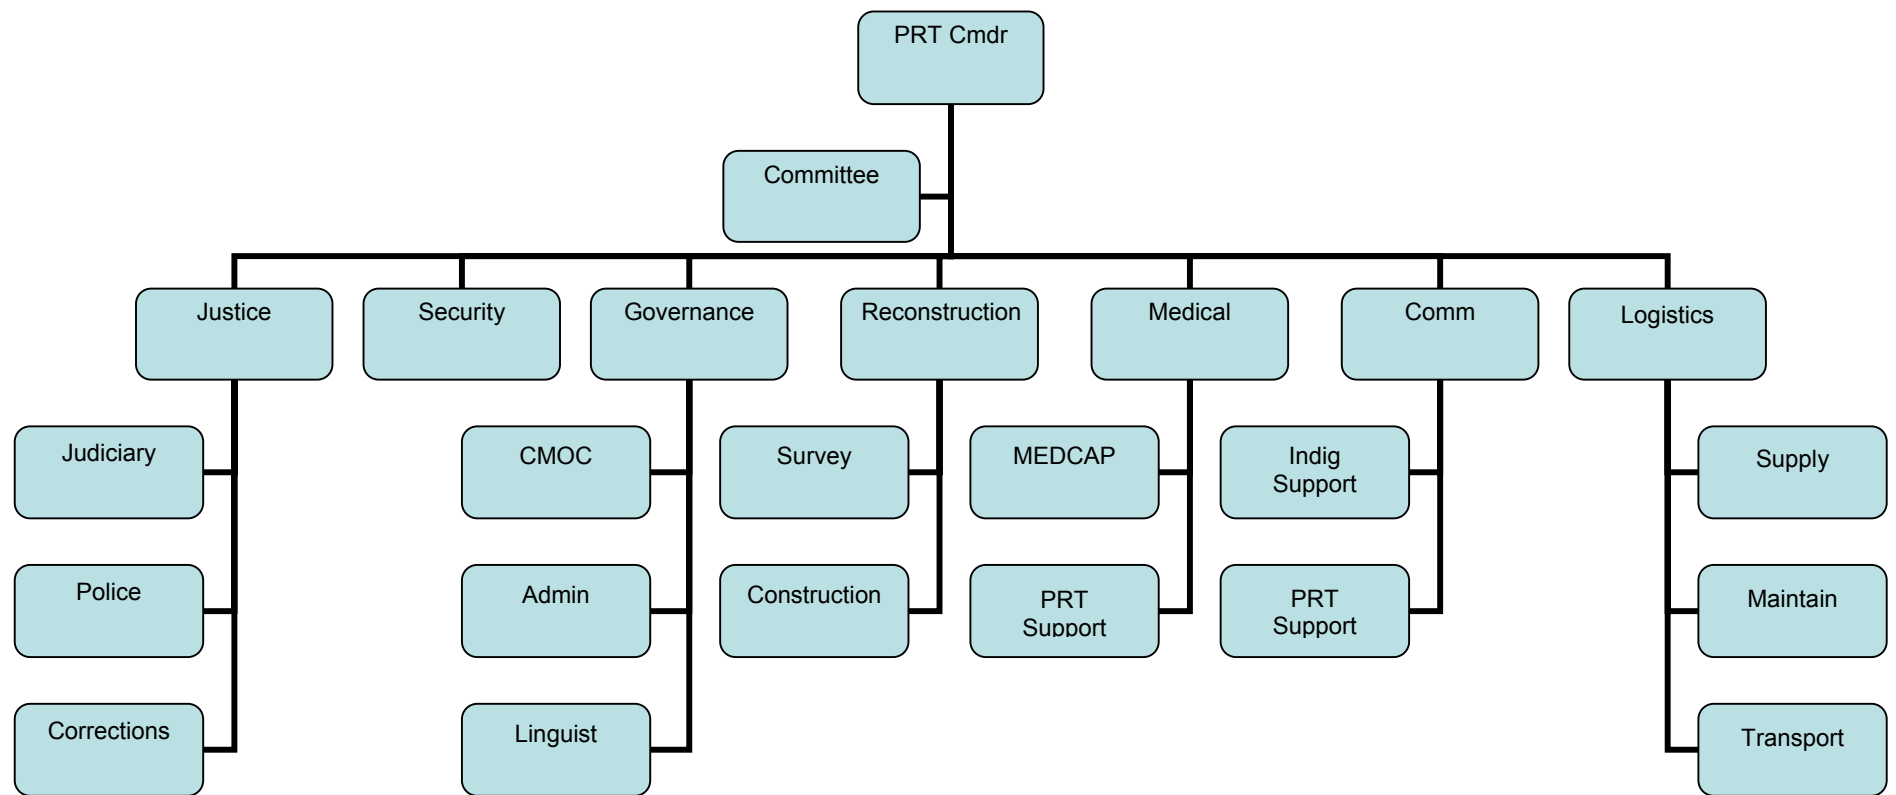 PRT Cmdr
Committee
Justice
Security
Governance
Reconstruction
Medical
Comm
Logistics
Judiciary
CMOC
Survey
MEDCAP
Indig
Support
Supply
Police
Admin
Construction
PRT
Support
PRT
Support
Maintain
Corrections
Linguist
Transport